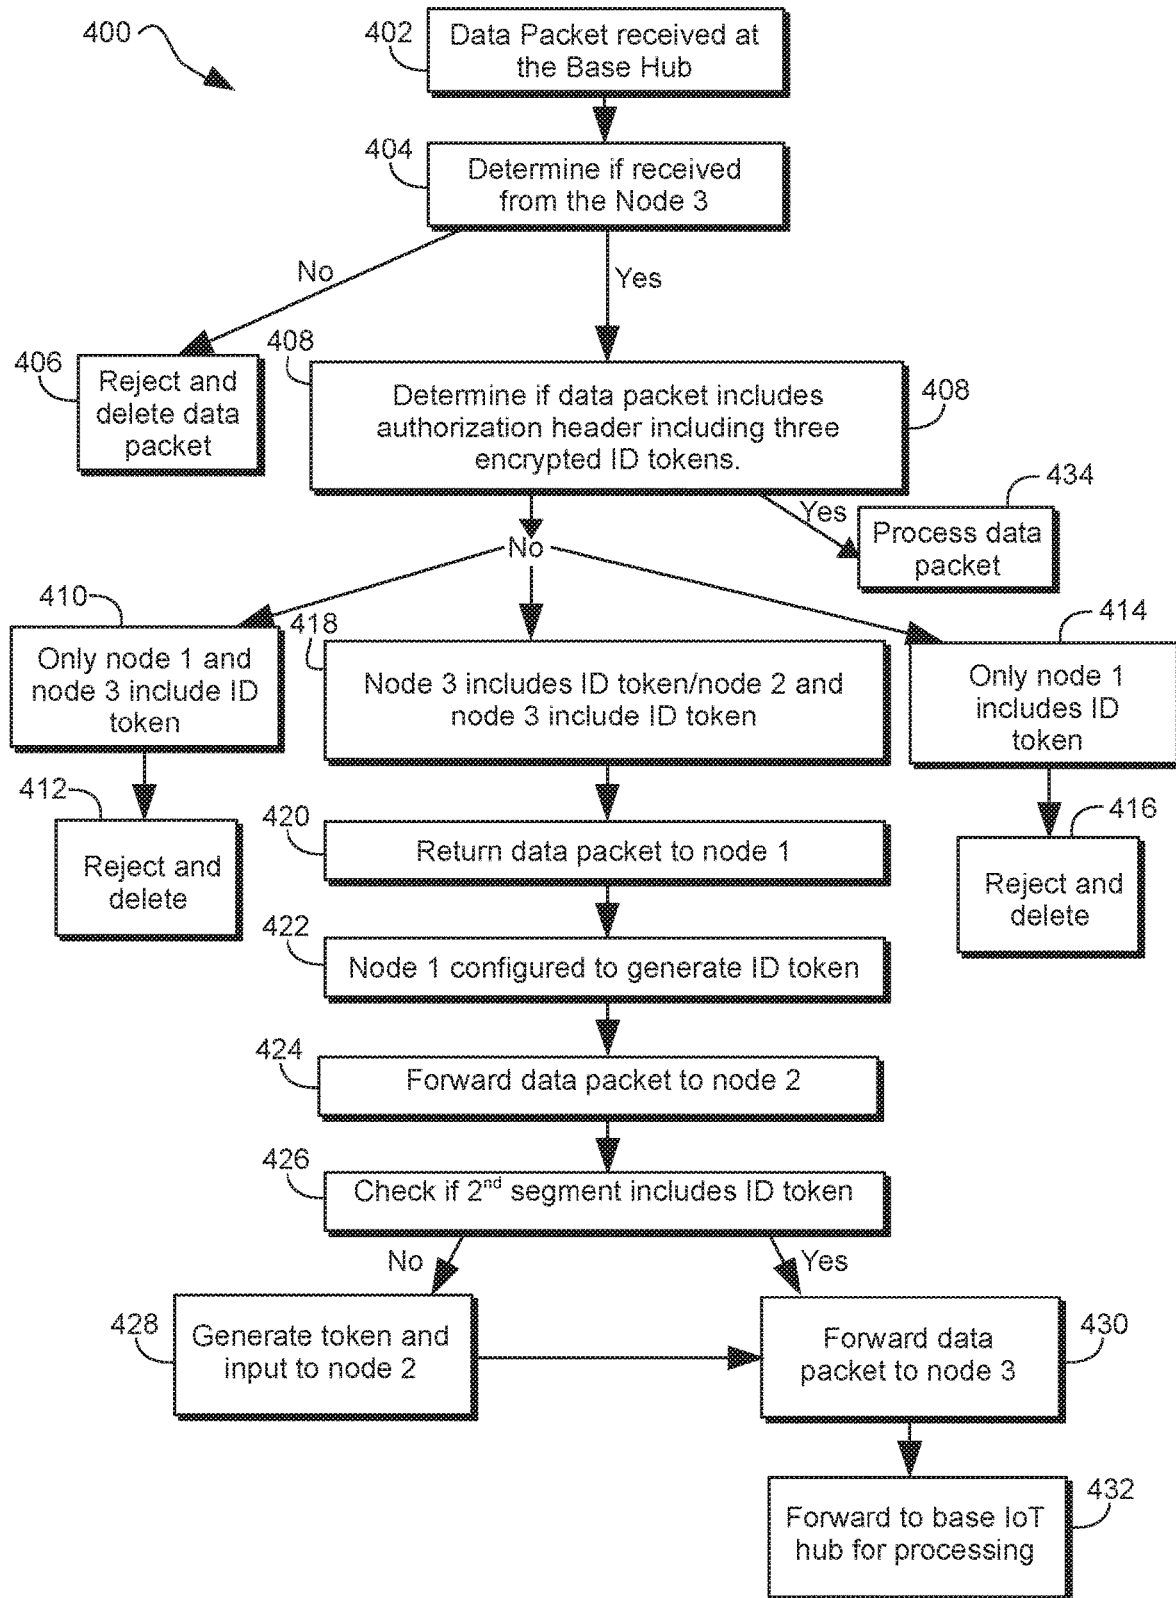 400
402
Data Packet received at
the Base Hub
404
Determine if received
from the Node 3
No
Yes
406
Reject and
delete data
packet
408
Determine if data packet includes
authorization header including three
encrypted ID tokens.
408
434
Yes
Process data
packet
No
410
Only node 1 and
node 3 include ID
token
418
Node 3 includes ID token/node 2 and
node 3 include ID token
414
Only node 1
includes ID
token
412
Reject and
delete
416
Reject and
delete
420
Return data packet to node 1
422
Node 1 configured to generate ID token
424
Forward data packet to node 2
426
Check if 2nd segment includes ID token
No
Yes
428
Generate token and
input to node 2
430
Forward data
packet to node 3
432
Forward to base IoT
hub for processing